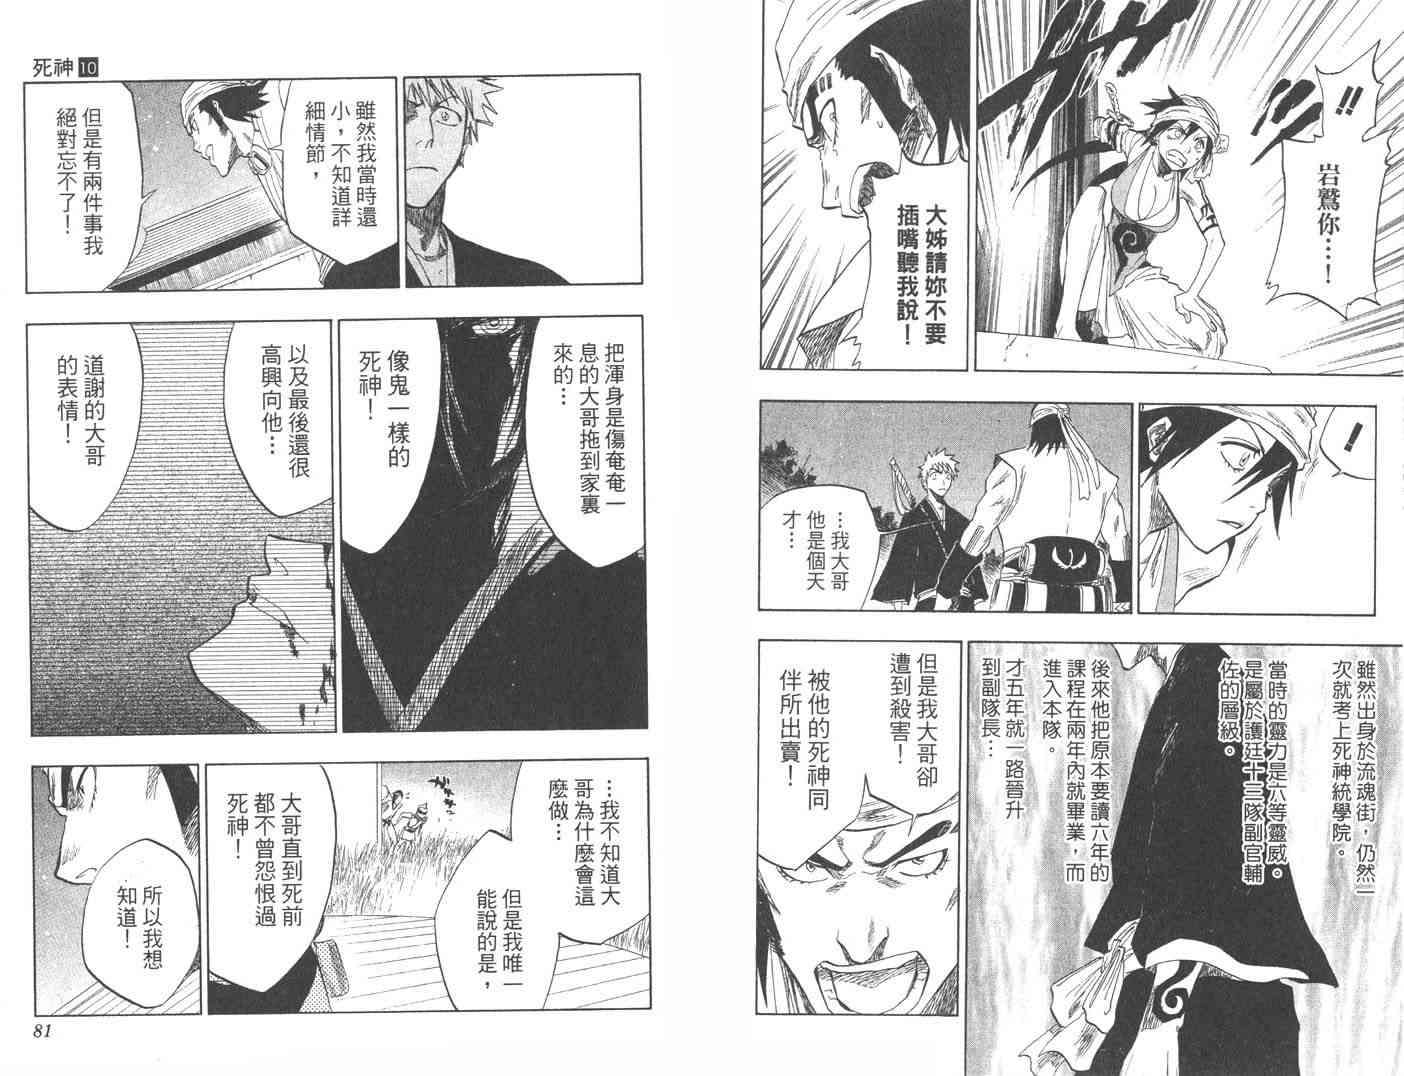 !!
岩鷲你…!
大姊請妳不要
插嘴聽我說!
!
…我大哥
他是個天
才…
雖然出身於流魂街,仍然一
次就考上死神統學院。
當時的靈力是六等靈威。
是屬於護廷十三隊副官輔
佐的層級。
後來他把原本要讀六年的
課程在兩年內就畢業,而
進入本隊。
才五年就一路晉升
到副隊長…
但是我大哥卻
遭到殺害!
被他的死神同
伴所出賣!
死神10
雖然我當時還
小,不知道詳
細情節,
但是有兩件事我
絕對忘不了!
把渾身是傷奄奄一
息的大哥拖到家裏
來的…
像鬼一樣的
死神!
以及最後還很
高興向他…
道謝的大哥
的表情!
…我不知道大
哥為什麼會這
麼做…
但是我唯一
能說的是,
大哥直到死前
都不曾怨恨過
死神!
所以我想
知道!
81